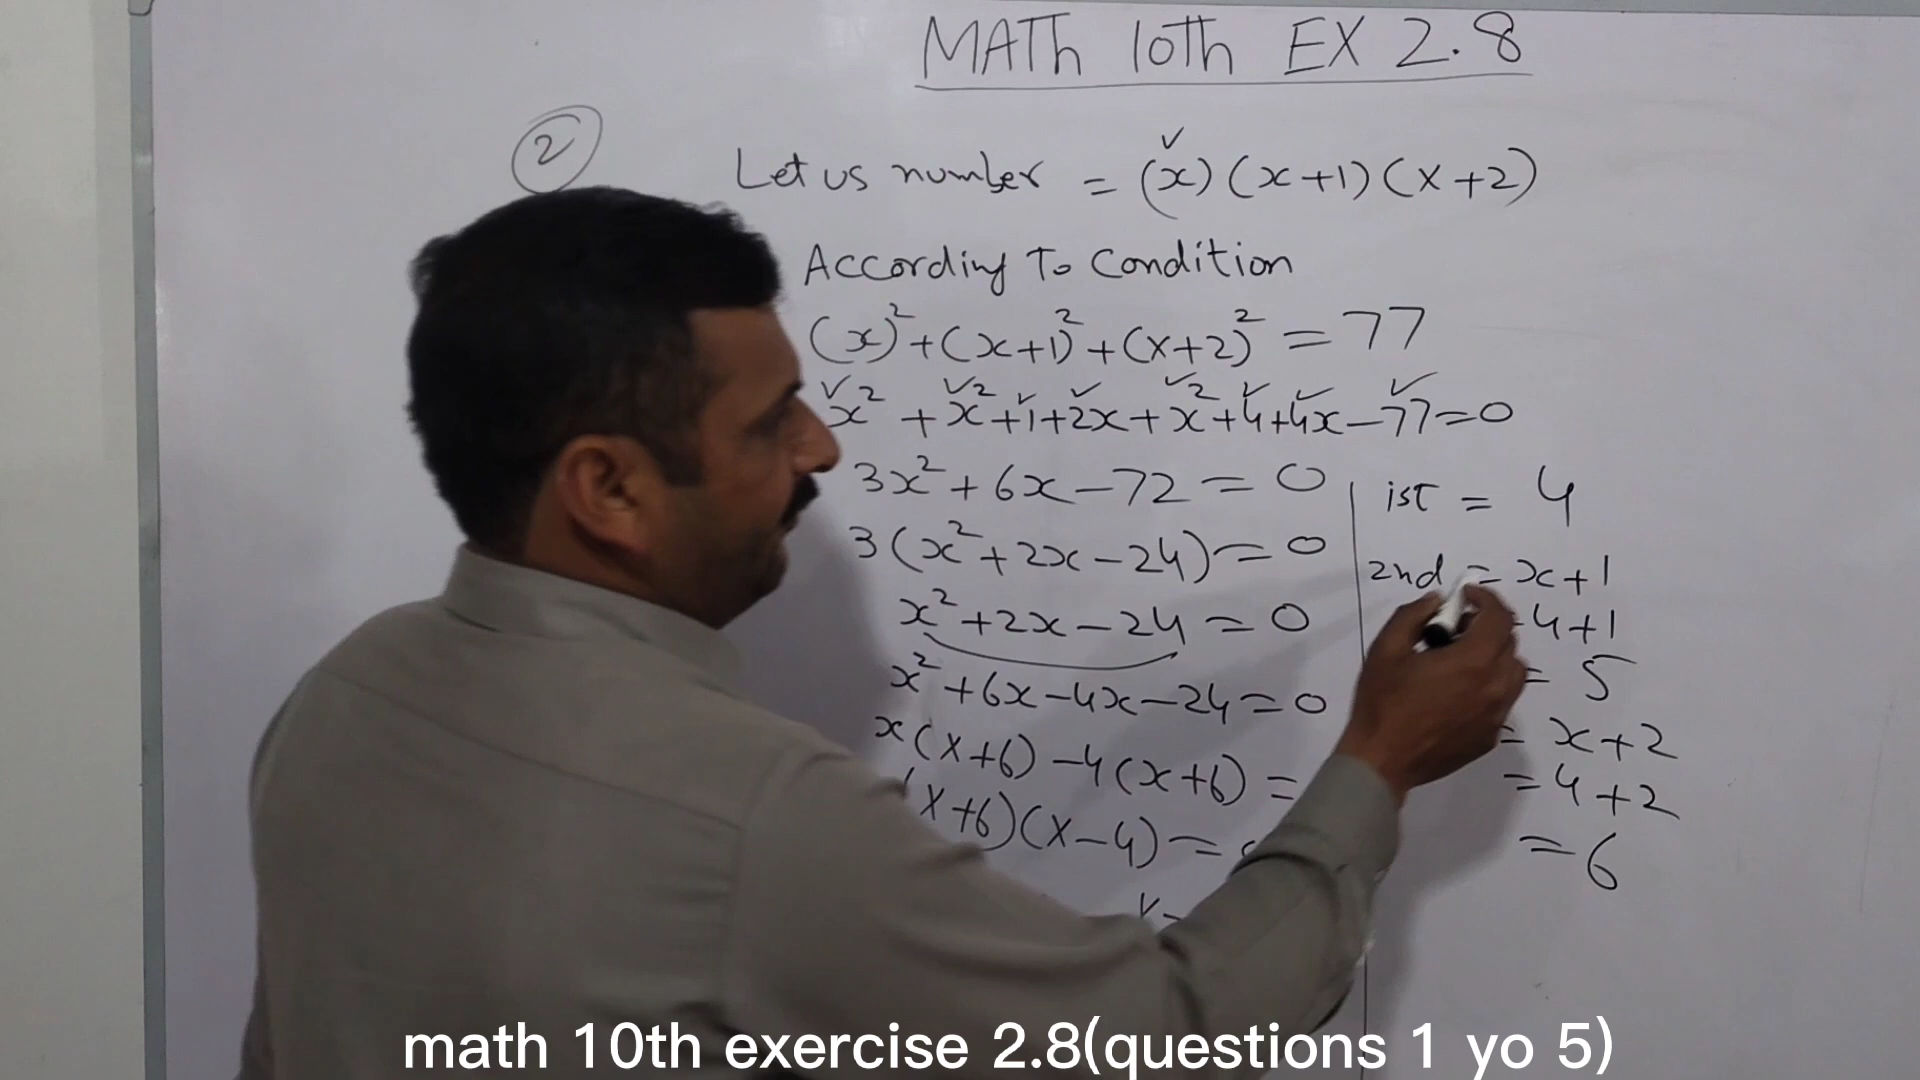 MATH 10th EX 2.8
2
Let us number = (x) (x+1) (x+2)
According To Condition
(x)² + (x+1)² + (x+2)² = 77
x² + x² + 1 + 2x + x² + 4 + 4x - 77 = 0
3x² + 6x - 72 = 0
3(x² + 2x - 24) = 0
x² + 2x - 24 = 0
x² + 6x - 4x - 24 = 0
x(x+6) - 4(x+6) =
(x+6)(x-4) =
ist = 4
2nd = x+1
4+1
= 5
= x+2
= 4+2
= 6
math 10th exercise 2.8(questions 1 yo 5)